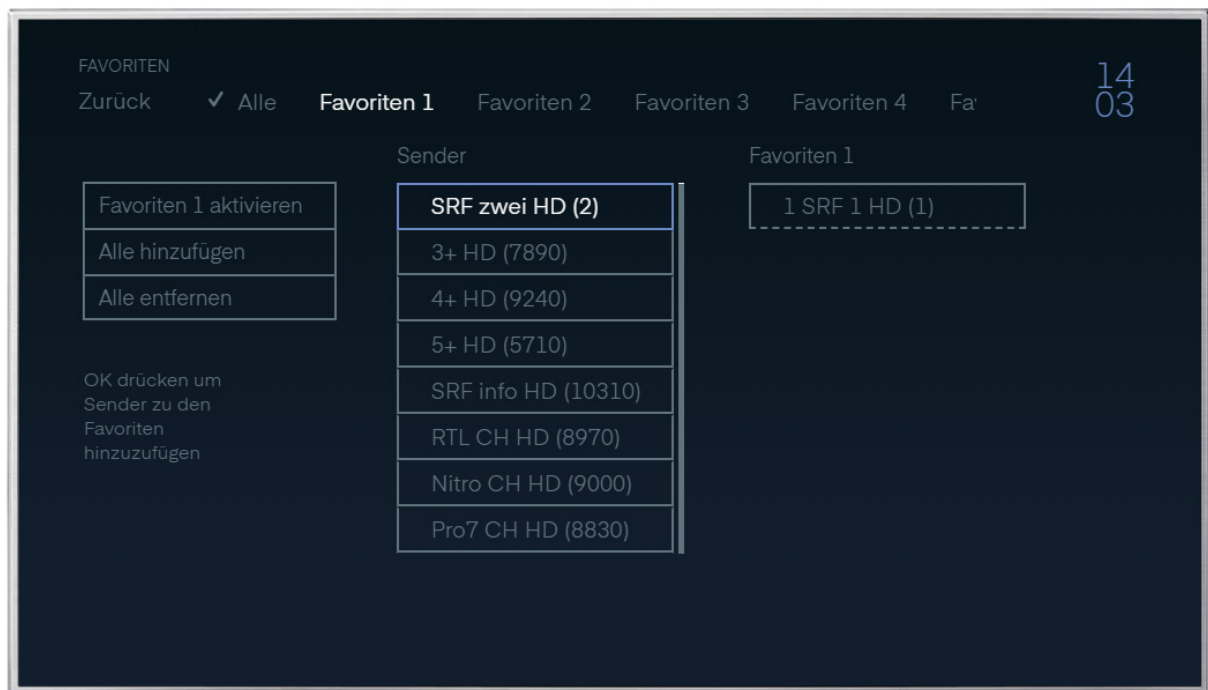 FAVORITEN
Zurück ✓ Alle Favoriten 1 Favoriten 2 Favoriten 3 Favoriten 4 Fa
14
03
Sender
Favoriten 1
Favoriten 1 aktivieren
Alle hinzufügen
Alle entfernen
OK drücken um
Sender zu den
Favoriten
hinzuzufügen
SRF zwei HD (2)
3+ HD (7890)
4+ HD (9240)
5+ HD (5710)
SRF info HD (10310)
RTL CH HD (8970)
Nitro CH HD (9000)
Pro7 CH HD (8830)
1 SRF 1 HD (1)